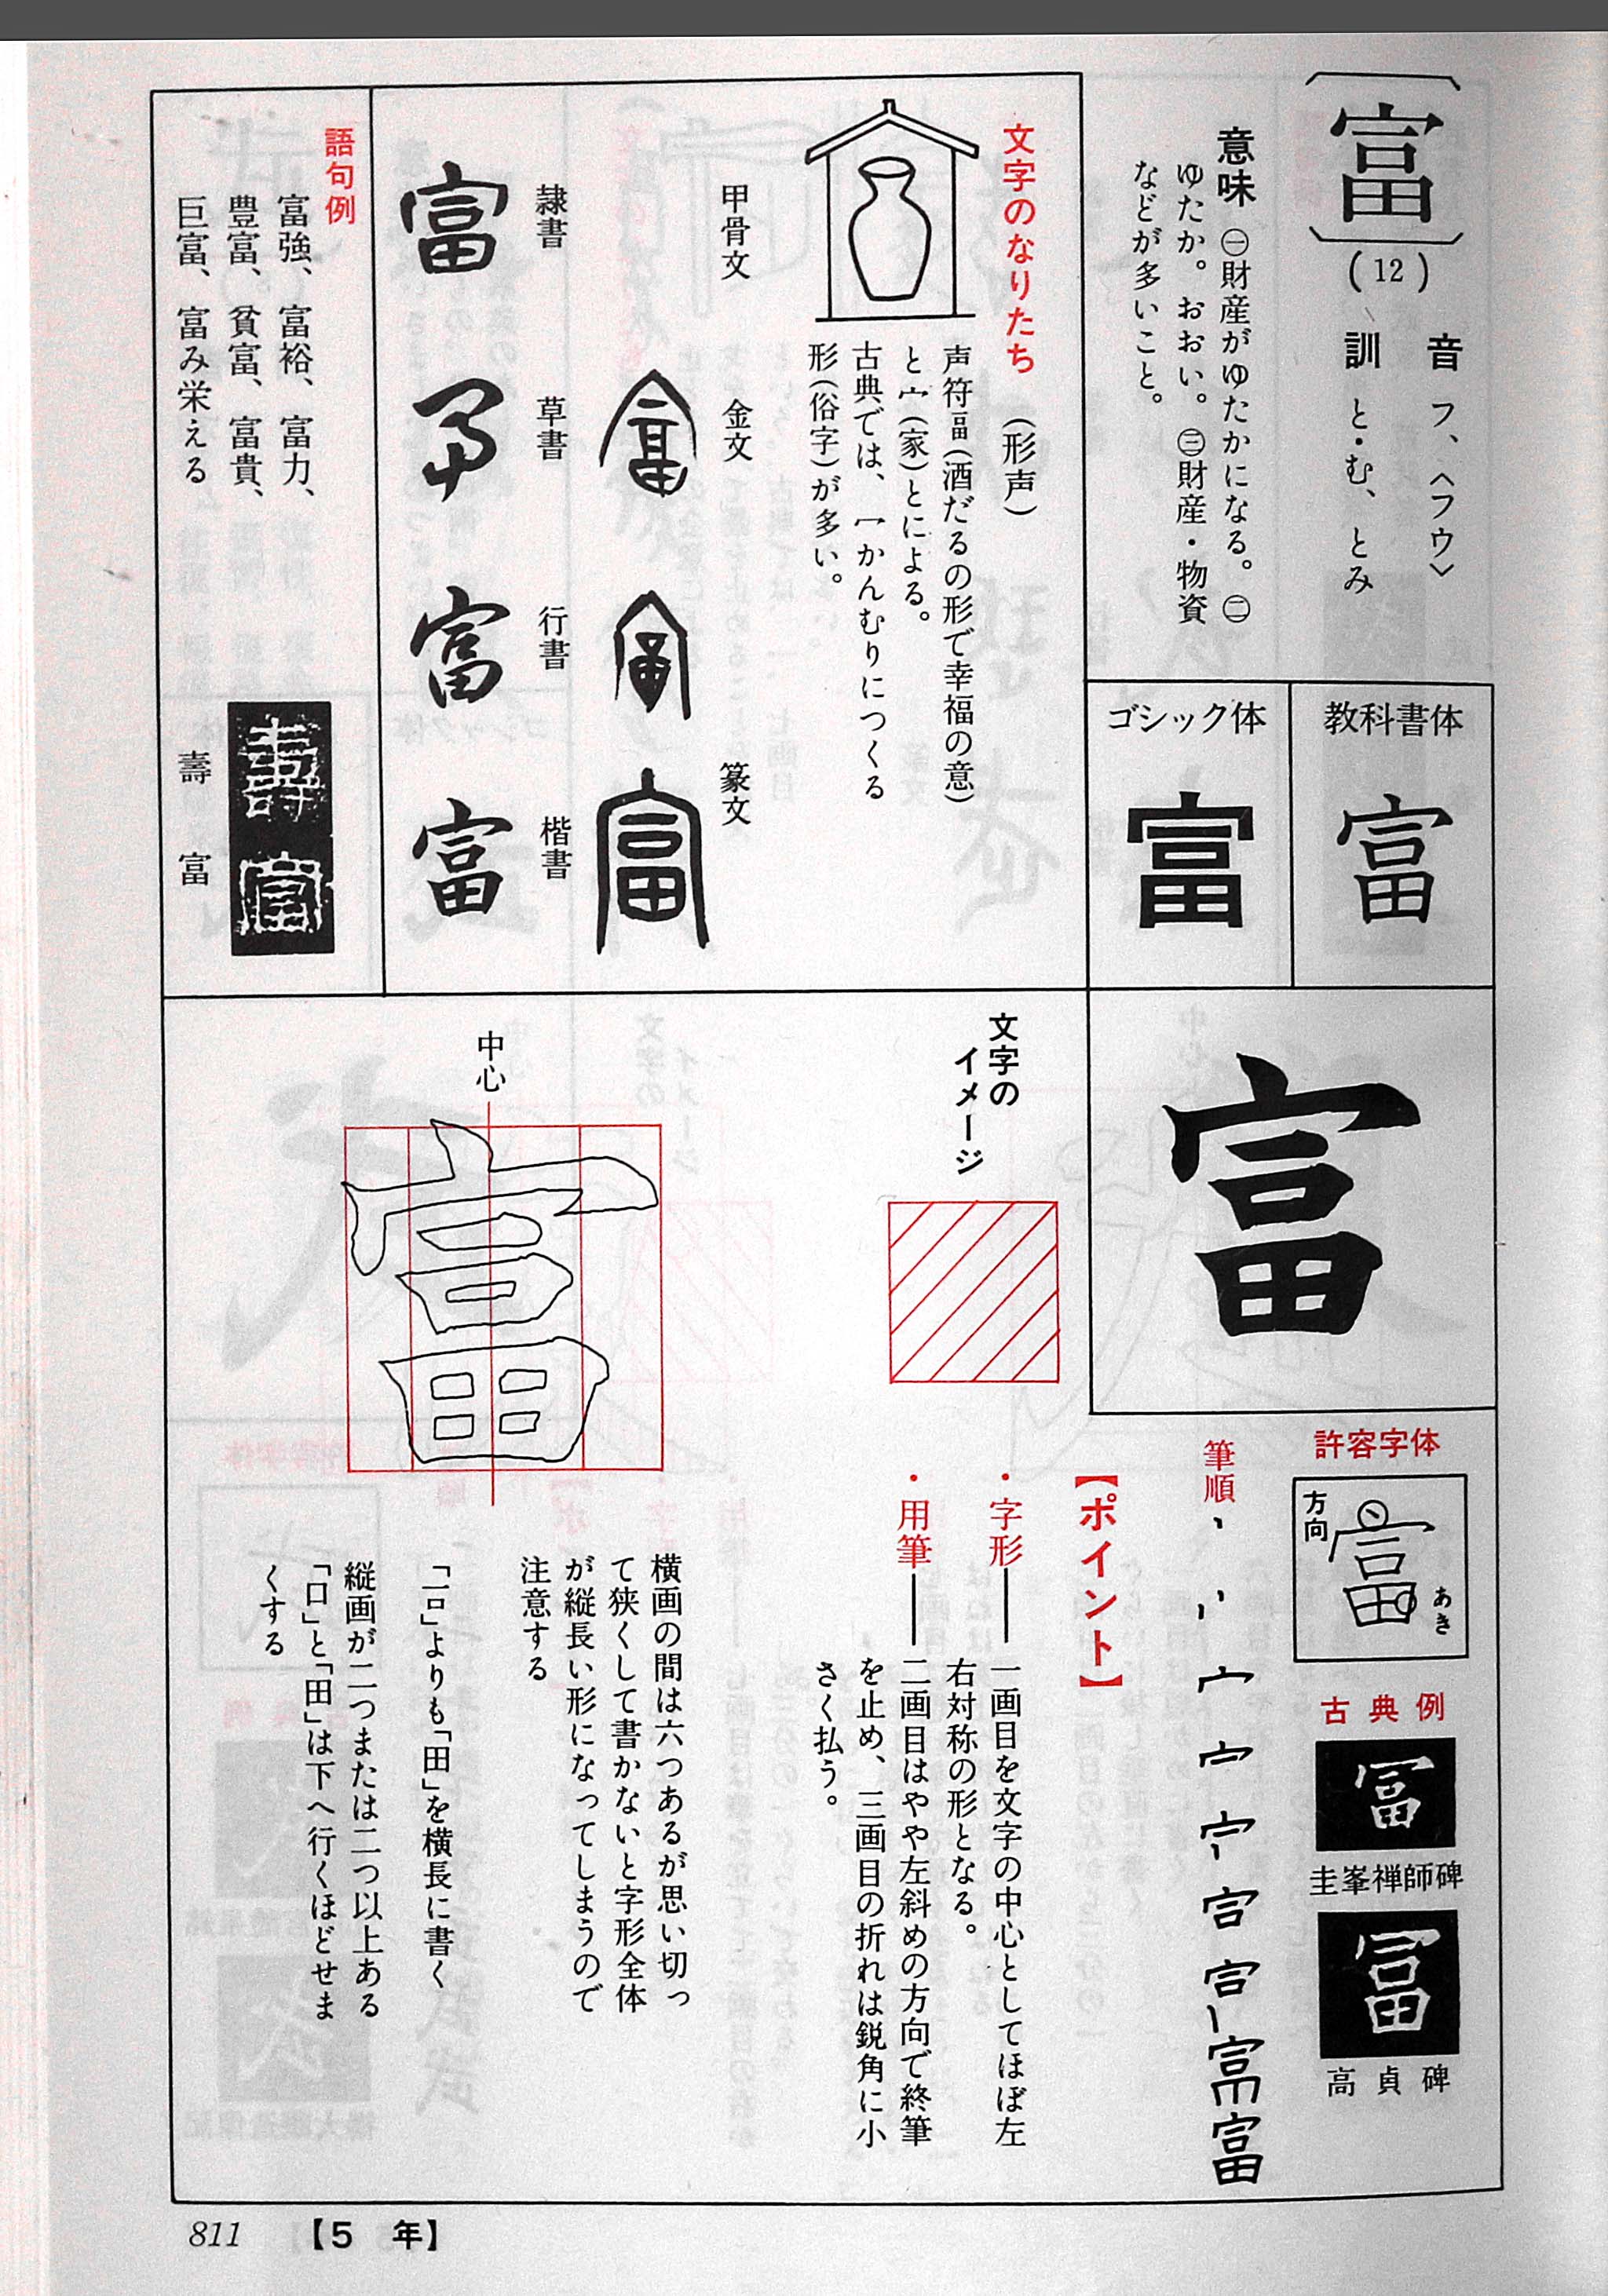 富
(12)
音 フ、〈フウ〉
訓 と・む、とみ
意味 ㊀財産がゆたかになる。㊁
ゆたか。おおい。㊂財産・物資
などが多いこと。
教科書体
富
ゴシック体
富
文字のなりたち (形声)
声符畐(酒だるの形で幸福の意)
と宀(家)とによる。
古典では、冖かんむりにつくる
形(俗字)が多い。
甲骨文 金文 篆文
隷書 草書 行書 楷書
富 富 富 富
語句例
富強、富裕、富力、
豊富、貧富、富貴、
巨富、富み栄える
壽 富
富
許容字体
方向
あき
富
古典例
圭峯禅師碑
高貞碑
筆順
文字の
イメージ
中心
【ポイント】
・字形──一画目を文字の中心としてほぼ左
右対称の形となる。
・用筆──二画目はやや左斜めの方向で終筆
を止め、三画目の折れは鋭角に小
さく払う。
横画の間は六つあるが思い切っ
て狭くして書かないと字形全体
が縦長い形になってしまうので
注意する
「𠮛」よりも「田」を横長に書く
縦画が二つまたは二つ以上ある
「口」と「田」は下へ行くほどせま
くする
811 【5 年】